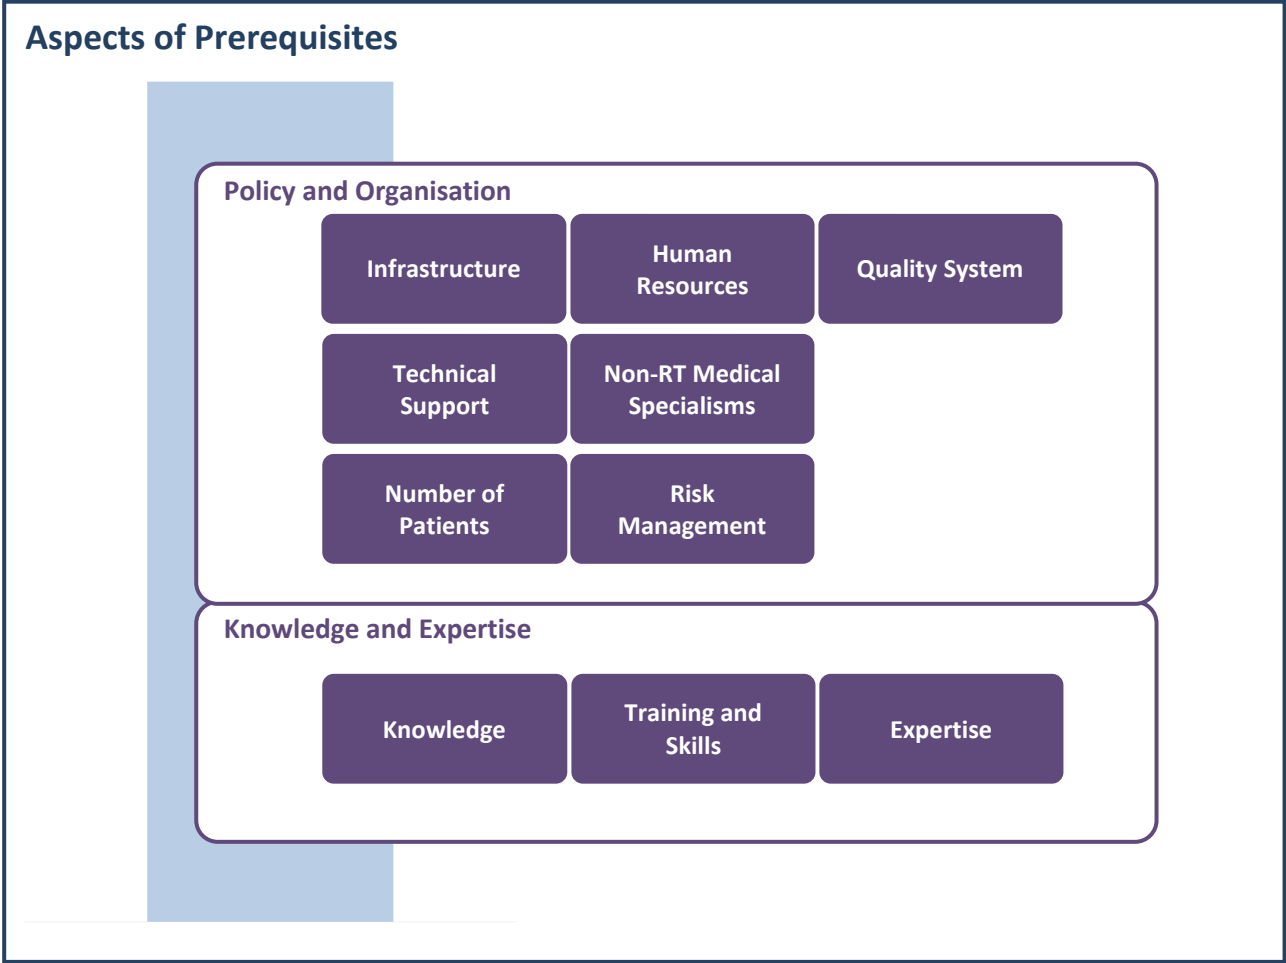 Aspects of Prerequisites
Policy and Organisation
Infrastructure
Human
Resources
Quality System
Technical
Support
Non-RT Medical
Specialisms
Number of
Patients
Risk
Management
Knowledge and Expertise
Knowledge
Training and
Skills
Expertise